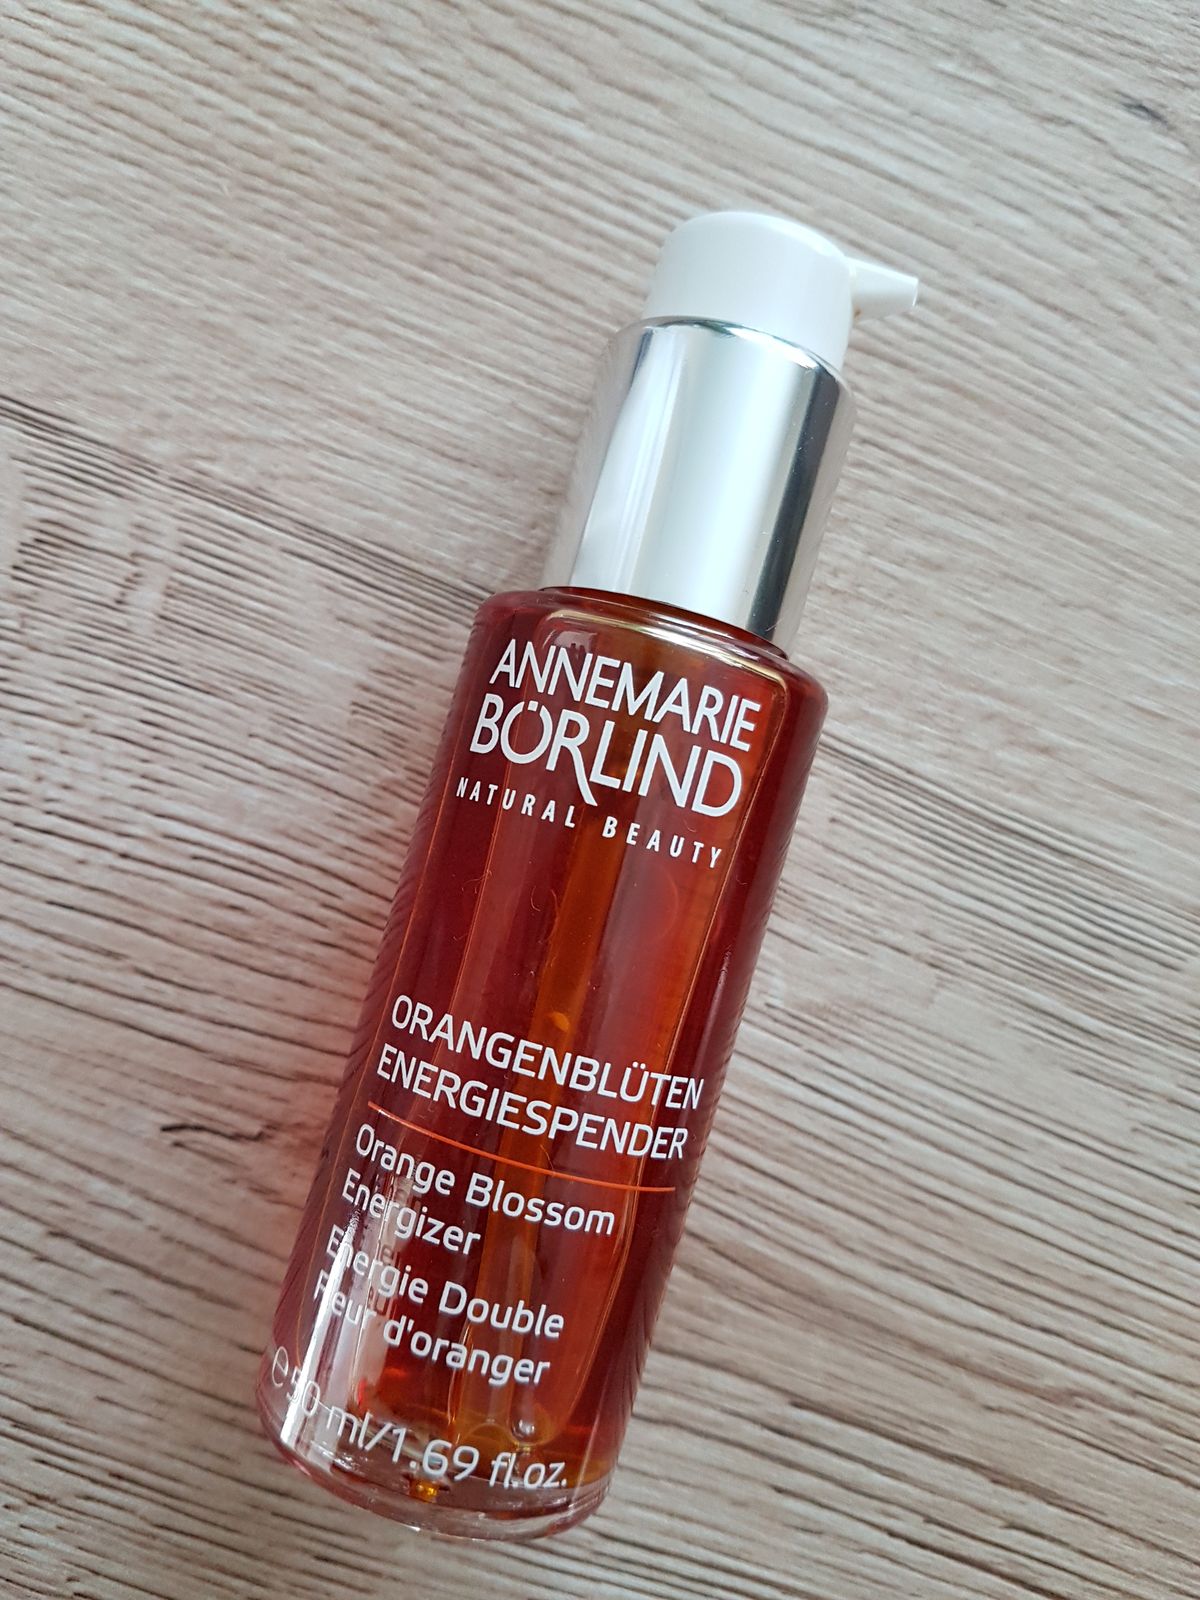 ANNEMARIE
BÖRLIND
NATURAL BEAUTY
ORANGENBLÜTEN
ENERGIESPENDER
Orange Blossom
Energizer
Energie Double
Fleur d'oranger
℮50 ml/1.69 fl.oz.